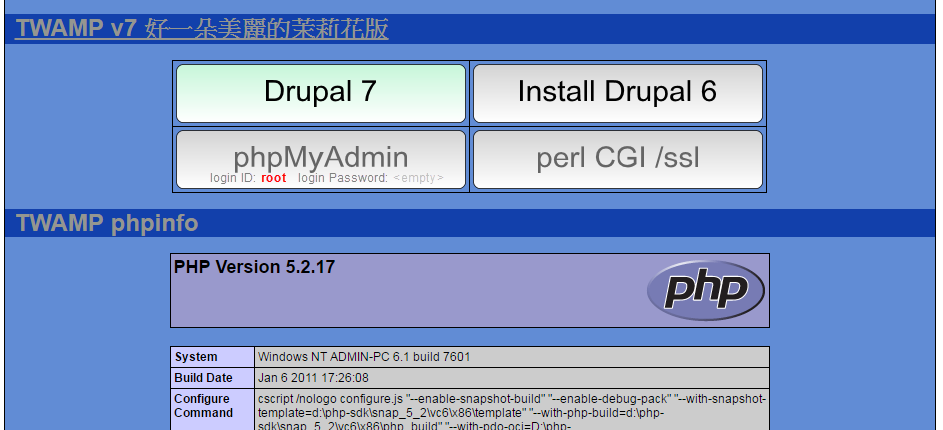 TWAMP v7 好一朵美麗的茉莉花版
Drupal 7
Install Drupal 6
phpMyAdmin
login ID: root login Password: <empty>
perl CGI /ssl
TWAMP phpinfo
PHP Version 5.2.17
php
System Windows NT ADMIN-PC 6.1 build 7601
Build Date Jan 6 2011 17:26:08
Configure Command cscript /nologo configure.js "--enable-snapshot-build" "--enable-debug-pack" "--with-snapshot-
template=d:\php-sdk\snap_5_2\vc6\x86\template" "--with-php-build=d:\php-
sdk\snap_5_2\vc6\x86\php_build" "--with-pdo-oci=D:\php-